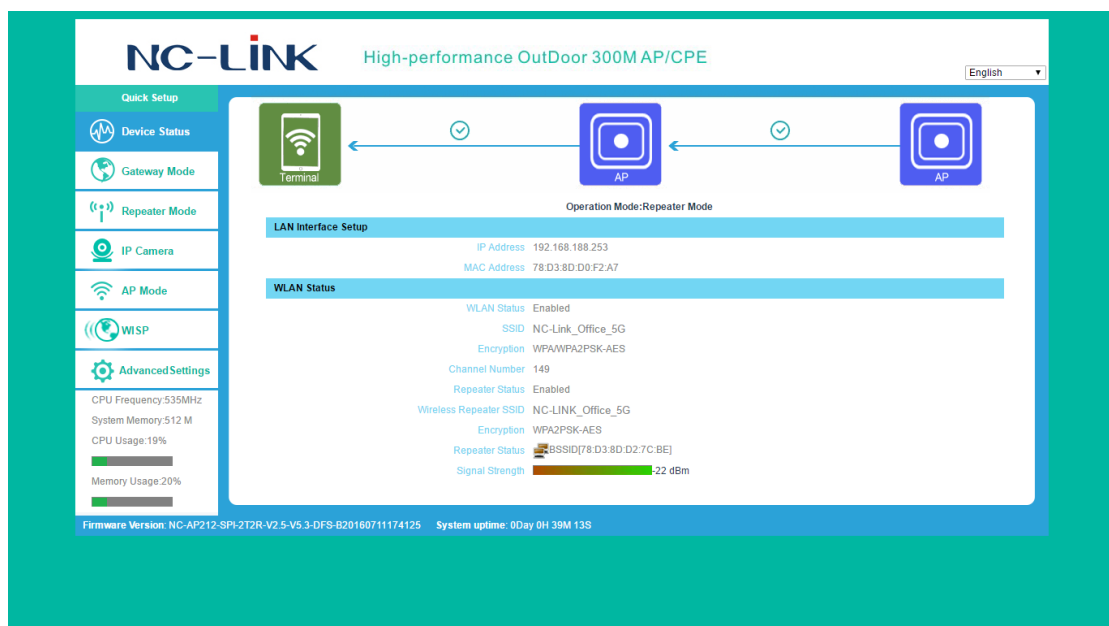 NC-LINK
High-performance OutDoor 300M AP/CPE
English
Quick Setup
Device Status
Gateway Mode
Repeater Mode
IP Camera
AP Mode
WISP
Advanced Settings
CPU Frequency:535MHz
System Memory:512 M
CPU Usage:19%
Memory Usage:20%
Terminal
AP
AP
Operation Mode:Repeater Mode
LAN Interface Setup
IP Address 192.168.188.253
MAC Address 78:D3:8D:D0:F2:A7
WLAN Status
WLAN Status Enabled
SSID NC-Link_Office_5G
Encryption WPA/WPA2PSK-AES
Channel Number 149
Repeater Status Enabled
Wireless Repeater SSID NC-LINK_Office_5G
Encryption WPA2PSK-AES
Repeater Status BSSID[78:D3:8D:D2:7C:BE]
Signal Strength -22 dBm
Firmware Version: NC-AP212-SPI-2T2R-V2.5-V5.3-DFS-B20160711174125 System uptime: 0Day 0H 39M 13S